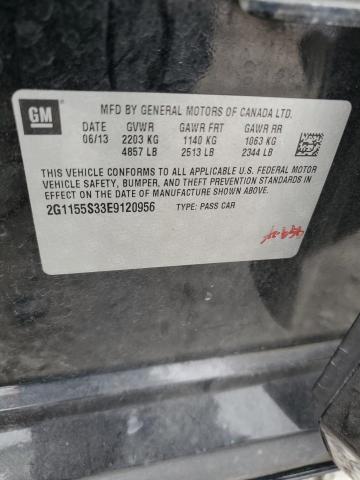 GM
MFD BY GENERAL MOTORS OF CANADA LTD.
DATE GVWR GAWR FRT GAWR RR
06/13 2203 KG 1140 KG 1063 KG
4857 LB 2513 LB 2344 LB
THIS VEHICLE CONFORMS TO ALL APPLICABLE U.S. FEDERAL MOTOR
VEHICLE SAFETY, BUMPER, AND THEFT PREVENTION STANDARDS IN
EFFECT ON THE DATE OF MANUFACTURE SHOWN ABOVE.
2G1155S33E9120956 TYPE: PASS CAR